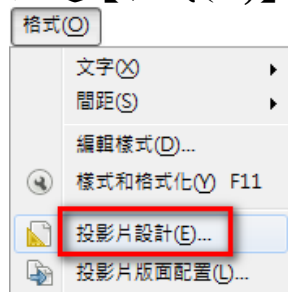 格式(O)
文字(X)
間距(S)
編輯樣式(D)...
樣式和格式化(Y) F11
投影片設計(E)...
投影片版面配置(L)...